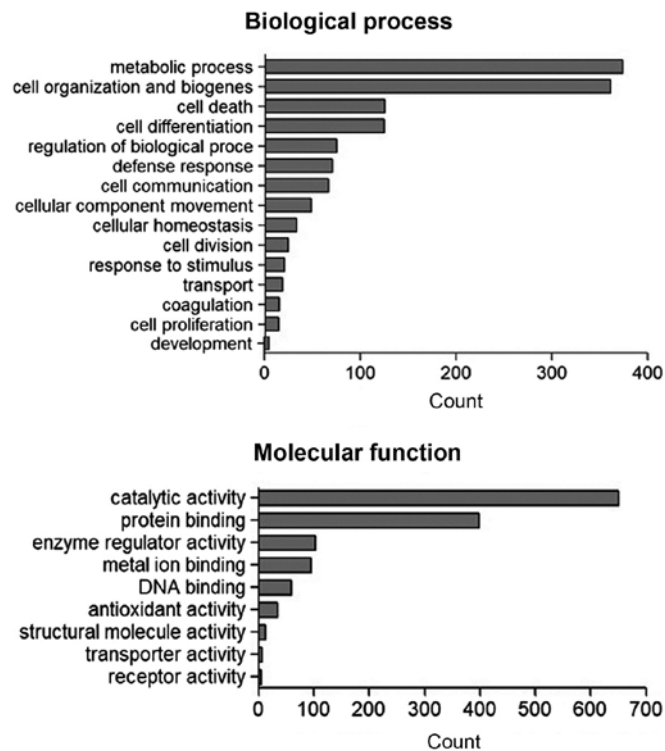 Biological process
metabolic process
cell organization and biogenes
cell death
cell differentiation
regulation of biological proce
defense response
cell communication
cellular component movement
cellular homeostasis
cell division
response to stimulus
transport
coagulation
cell proliferation
development
0 100 200 300 400
Count
Molecular function
catalytic activity
protein binding
enzyme regulator activity
metal ion binding
DNA binding
antioxidant activity
structural molecule activity
transporter activity
receptor activity
0 100 200 300 400 500 600 700
Count